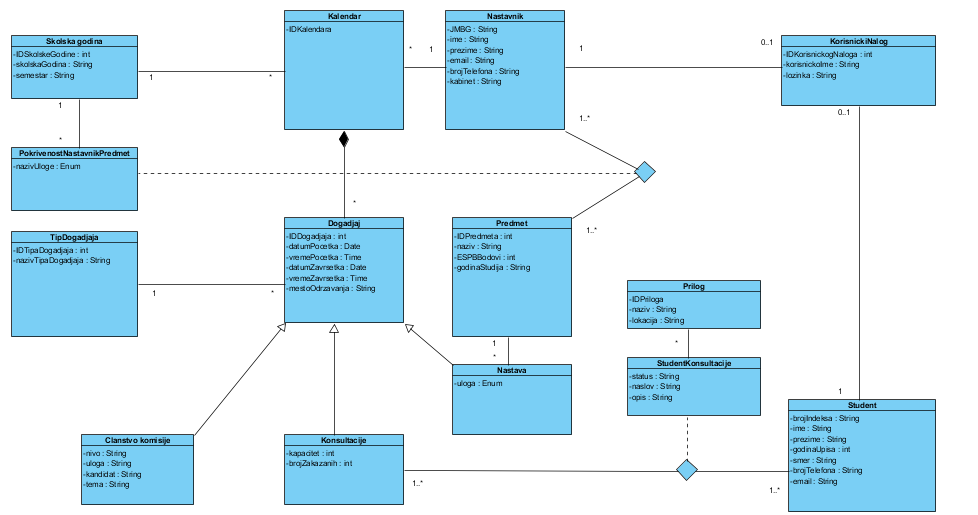 Skolska godina
-IDSkolskeGodine : int
-skolskaGodina : String
-semestar : String
Kalendar
-IDKalendara
Nastavnik
-JMBG : String
-ime : String
-prezime : String
-email : String
-brojTelefona : String
-kabinet : String
KorisnickiNalog
-IDKorisnickogNaloga : int
-korisnickoIme : String
-lozinka : String
1
*
*
1
1
0..1
1
*
1..*
0..1
PokrivenostNastavnikPredmet
-nazivUloge : Enum
*
1..*
TipDogadjaja
-IDTipaDogadjaja : int
-nazivTipaDogadjaja : String
1
*
Dogadjaj
-IDDogadjaja : int
-datumPocetka : Date
-vremePocetka : Time
-datumZavrsetka : Date
-vremeZavrsetka : Time
-mestoOdrzavanja : String
Predmet
-IDPredmeta : int
-naziv : String
-ESPBBodovi : int
-godinaStudija : String
1
*
Prilog
-IDPriloga
-naziv : String
-lokacija : String
*
StudentKonsultacije
-status : String
-naslov : String
-opis : String
Nastava
-uloga : Enum
1
Student
-brojIndeksa : String
-ime : String
-prezime : String
-godinaUpisa : int
-smer : String
-brojTelefona : String
-email : String
Clanstvo komisije
-nivo : String
-uloga : String
-kandidat : String
-tema : String
Konsultacije
-kapacitet : int
-brojZakazanih : int
1..*
1..*